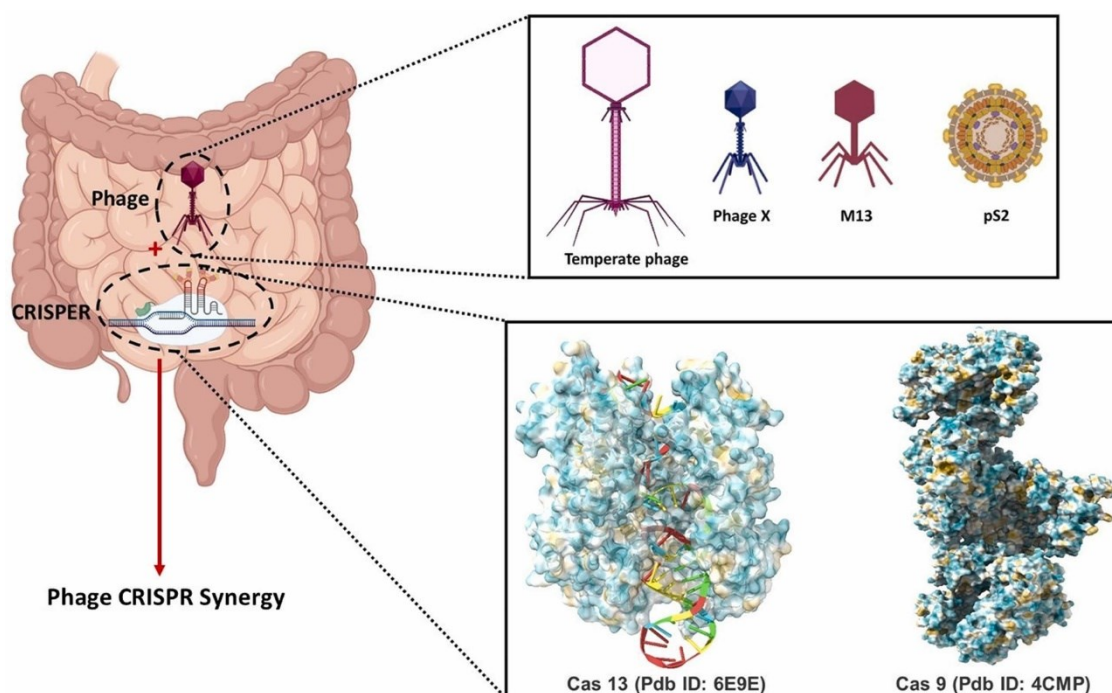 Phage
+
CRISPER
Phage CRISPR Synergy
Temperate phage
Phage X
M13
pS2
Cas 13 (Pdb ID: 6E9E)
Cas 9 (Pdb ID: 4CMP)